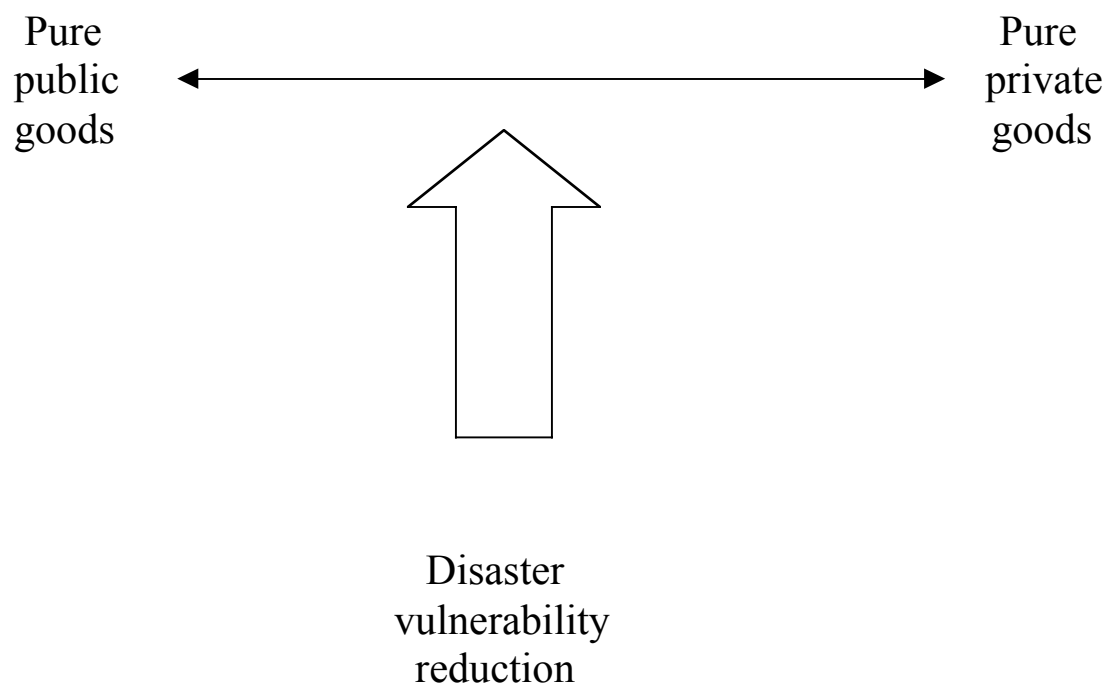 Pure
public
goods
Pure
private
goods
Disaster
vulnerability
reduction